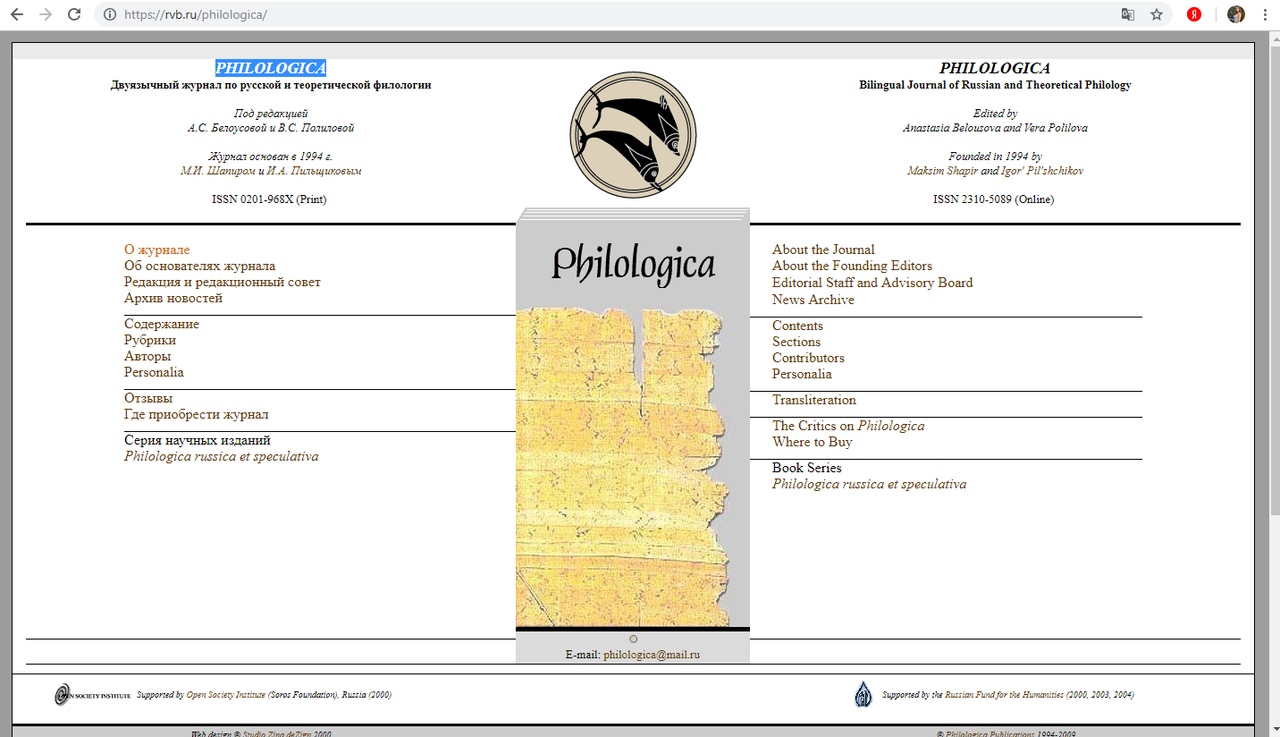 https://rvb.ru/philologica/
PHILOLOGICA
Двуязычный журнал по русской и теоретической филологии
Под редакцией
А.С. Белоусовой и В.С. Полиловой
Журнал основан в 1994 г.
М.И. Шапиром и И.А. Пильщиковым
ISSN 0201-968X (Print)
PHILOLOGICA
Bilingual Journal of Russian and Theoretical Philology
Edited by
Anastasia Belousova and Vera Polilova
Founded in 1994 by
Maksim Shapir and Igor' Pil'shchikov
ISSN 2310-5089 (Online)
О журнале
Об основателях журнала
Редакция и редакционный совет
Архив новостей
Содержание
Рубрики
Авторы
Personalia
Отзывы
Где приобрести журнал
Серия научных изданий
Philologica russica et speculativa
Philologica
E-mail: philologica@mail.ru
About the Journal
About the Founding Editors
Editorial Staff and Advisory Board
News Archive
Contents
Sections
Contributors
Personalia
Transliteration
The Critics on Philologica
Where to Buy
Book Series
Philologica russica et speculativa
OPEN SOCIETY INSTITUTE Supported by Open Society Institute (Soros Foundation), Russia (2000)
Supported by the Russian Fund for the Humanities (2000, 2003, 2004)
Web design © Studio Zina deZign 2000
© Philologica Publications 1994-2009